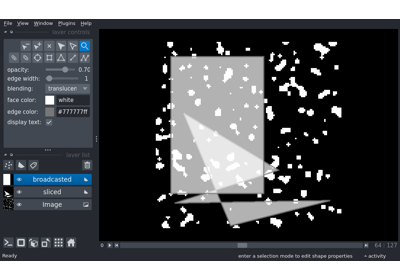 File View Window Plugins Help
layer controls
opacity: 0.70
edge width: 1
blending: translucen
face color: white
edge color: #777777ff
display text:
layer list
broadcasted
sliced
Image
64 127
Ready enter a selection mode to edit shape properties activity